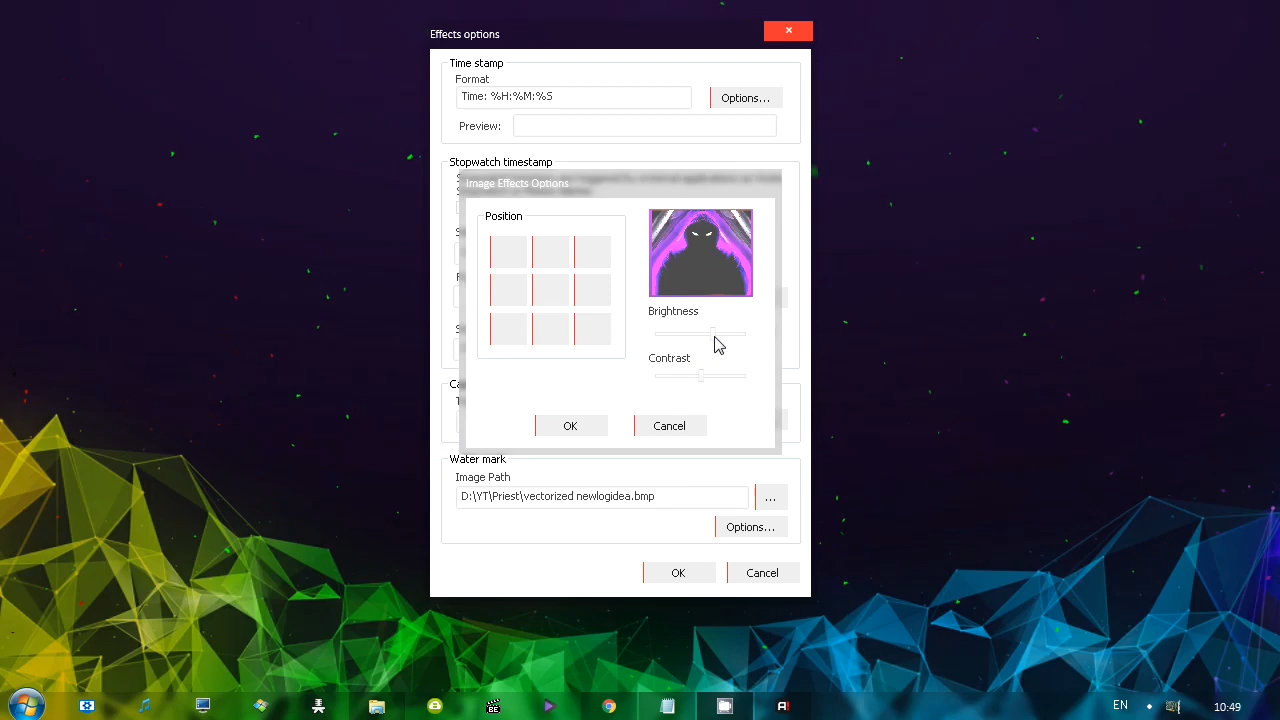 Effects options
Time stamp
Format
Time: %H:%M:%S
Options...
Preview:
Stopwatch timestamp
Image Effects Options
Position
Brightness
Contrast
OK
Cancel
Water mark
Image Path
D:\YT\Priest\vectorized newlogidea.bmp
...
Options...
OK
Cancel
EN
10:49